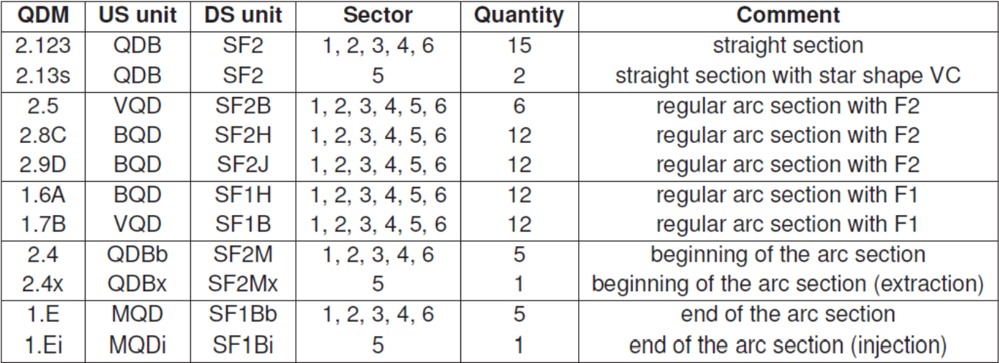 QDM US unit DS unit Sector Quantity Comment
2.123 QDB SF2 1, 2, 3, 4, 6 15 straight section
2.13s QDB SF2 5 2 straight section with star shape VC
2.5 VQD SF2B 1, 2, 3, 4, 5, 6 6 regular arc section with F2
2.8C BQD SF2H 1, 2, 3, 4, 5, 6 12 regular arc section with F2
2.9D BQD SF2J 1, 2, 3, 4, 5, 6 12 regular arc section with F2
1.6A BQD SF1H 1, 2, 3, 4, 5, 6 12 regular arc section with F1
1.7B VQD SF1B 1, 2, 3, 4, 5, 6 12 regular arc section with F1
2.4 QDBb SF2M 1, 2, 3, 4, 6 5 beginning of the arc section
2.4x QDBx SF2Mx 5 1 beginning of the arc section (extraction)
1.E MQD SF1Bb 1, 2, 3, 4, 6 5 end of the arc section
1.Ei MQDi SF1Bi 5 1 end of the arc section (injection)